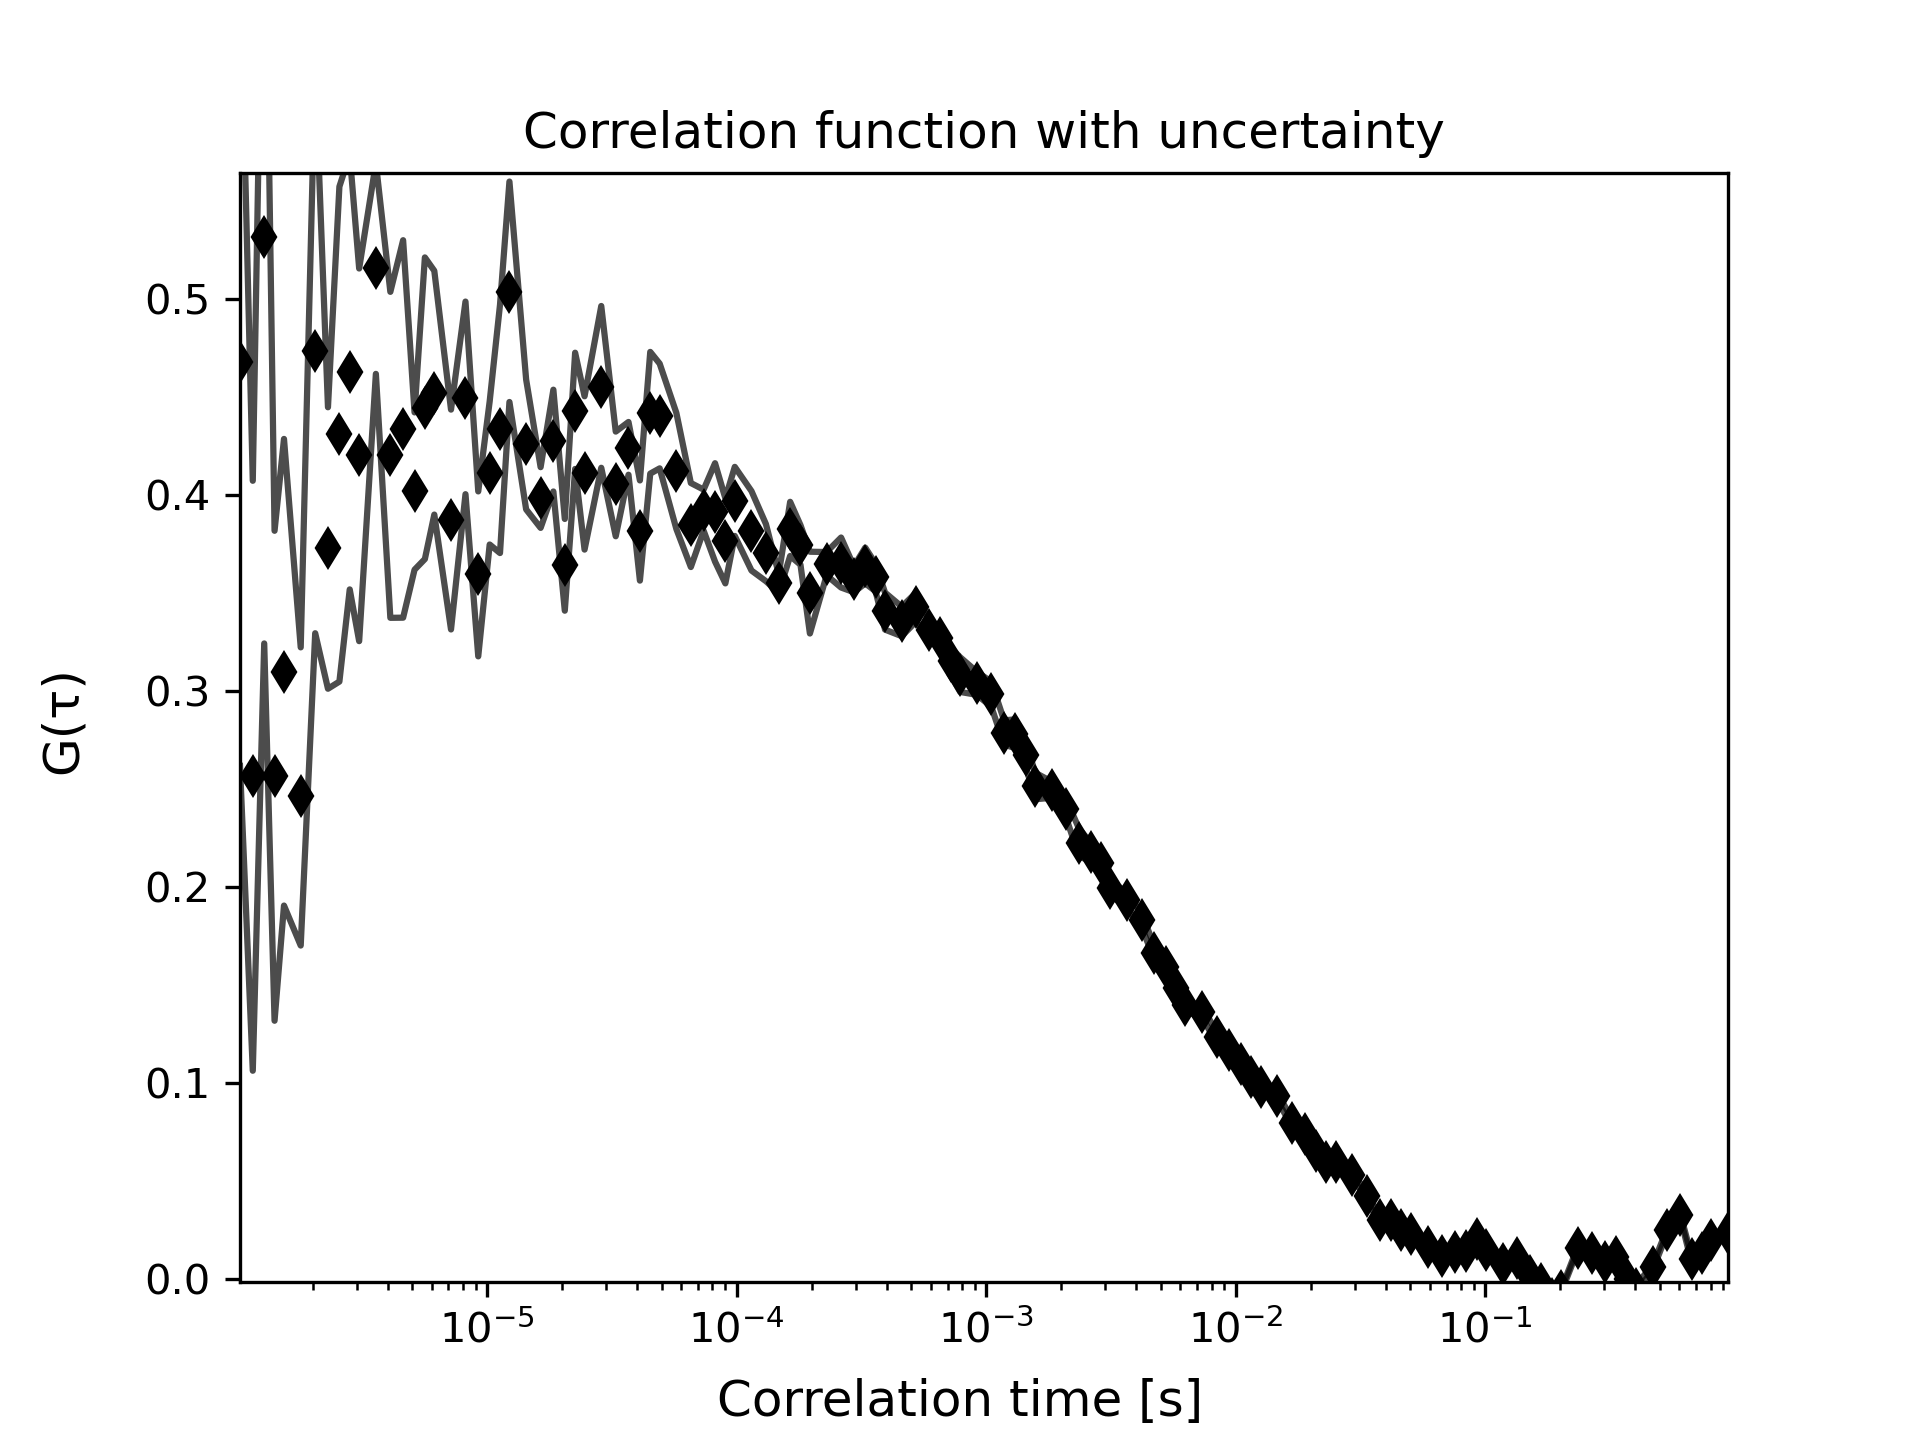 Correlation function with uncertainty
G(τ)
0.5
0.4
0.3
0.2
0.1
0.0
10⁻⁵ 10⁻⁴ 10⁻³ 10⁻² 10⁻¹
Correlation time [s]